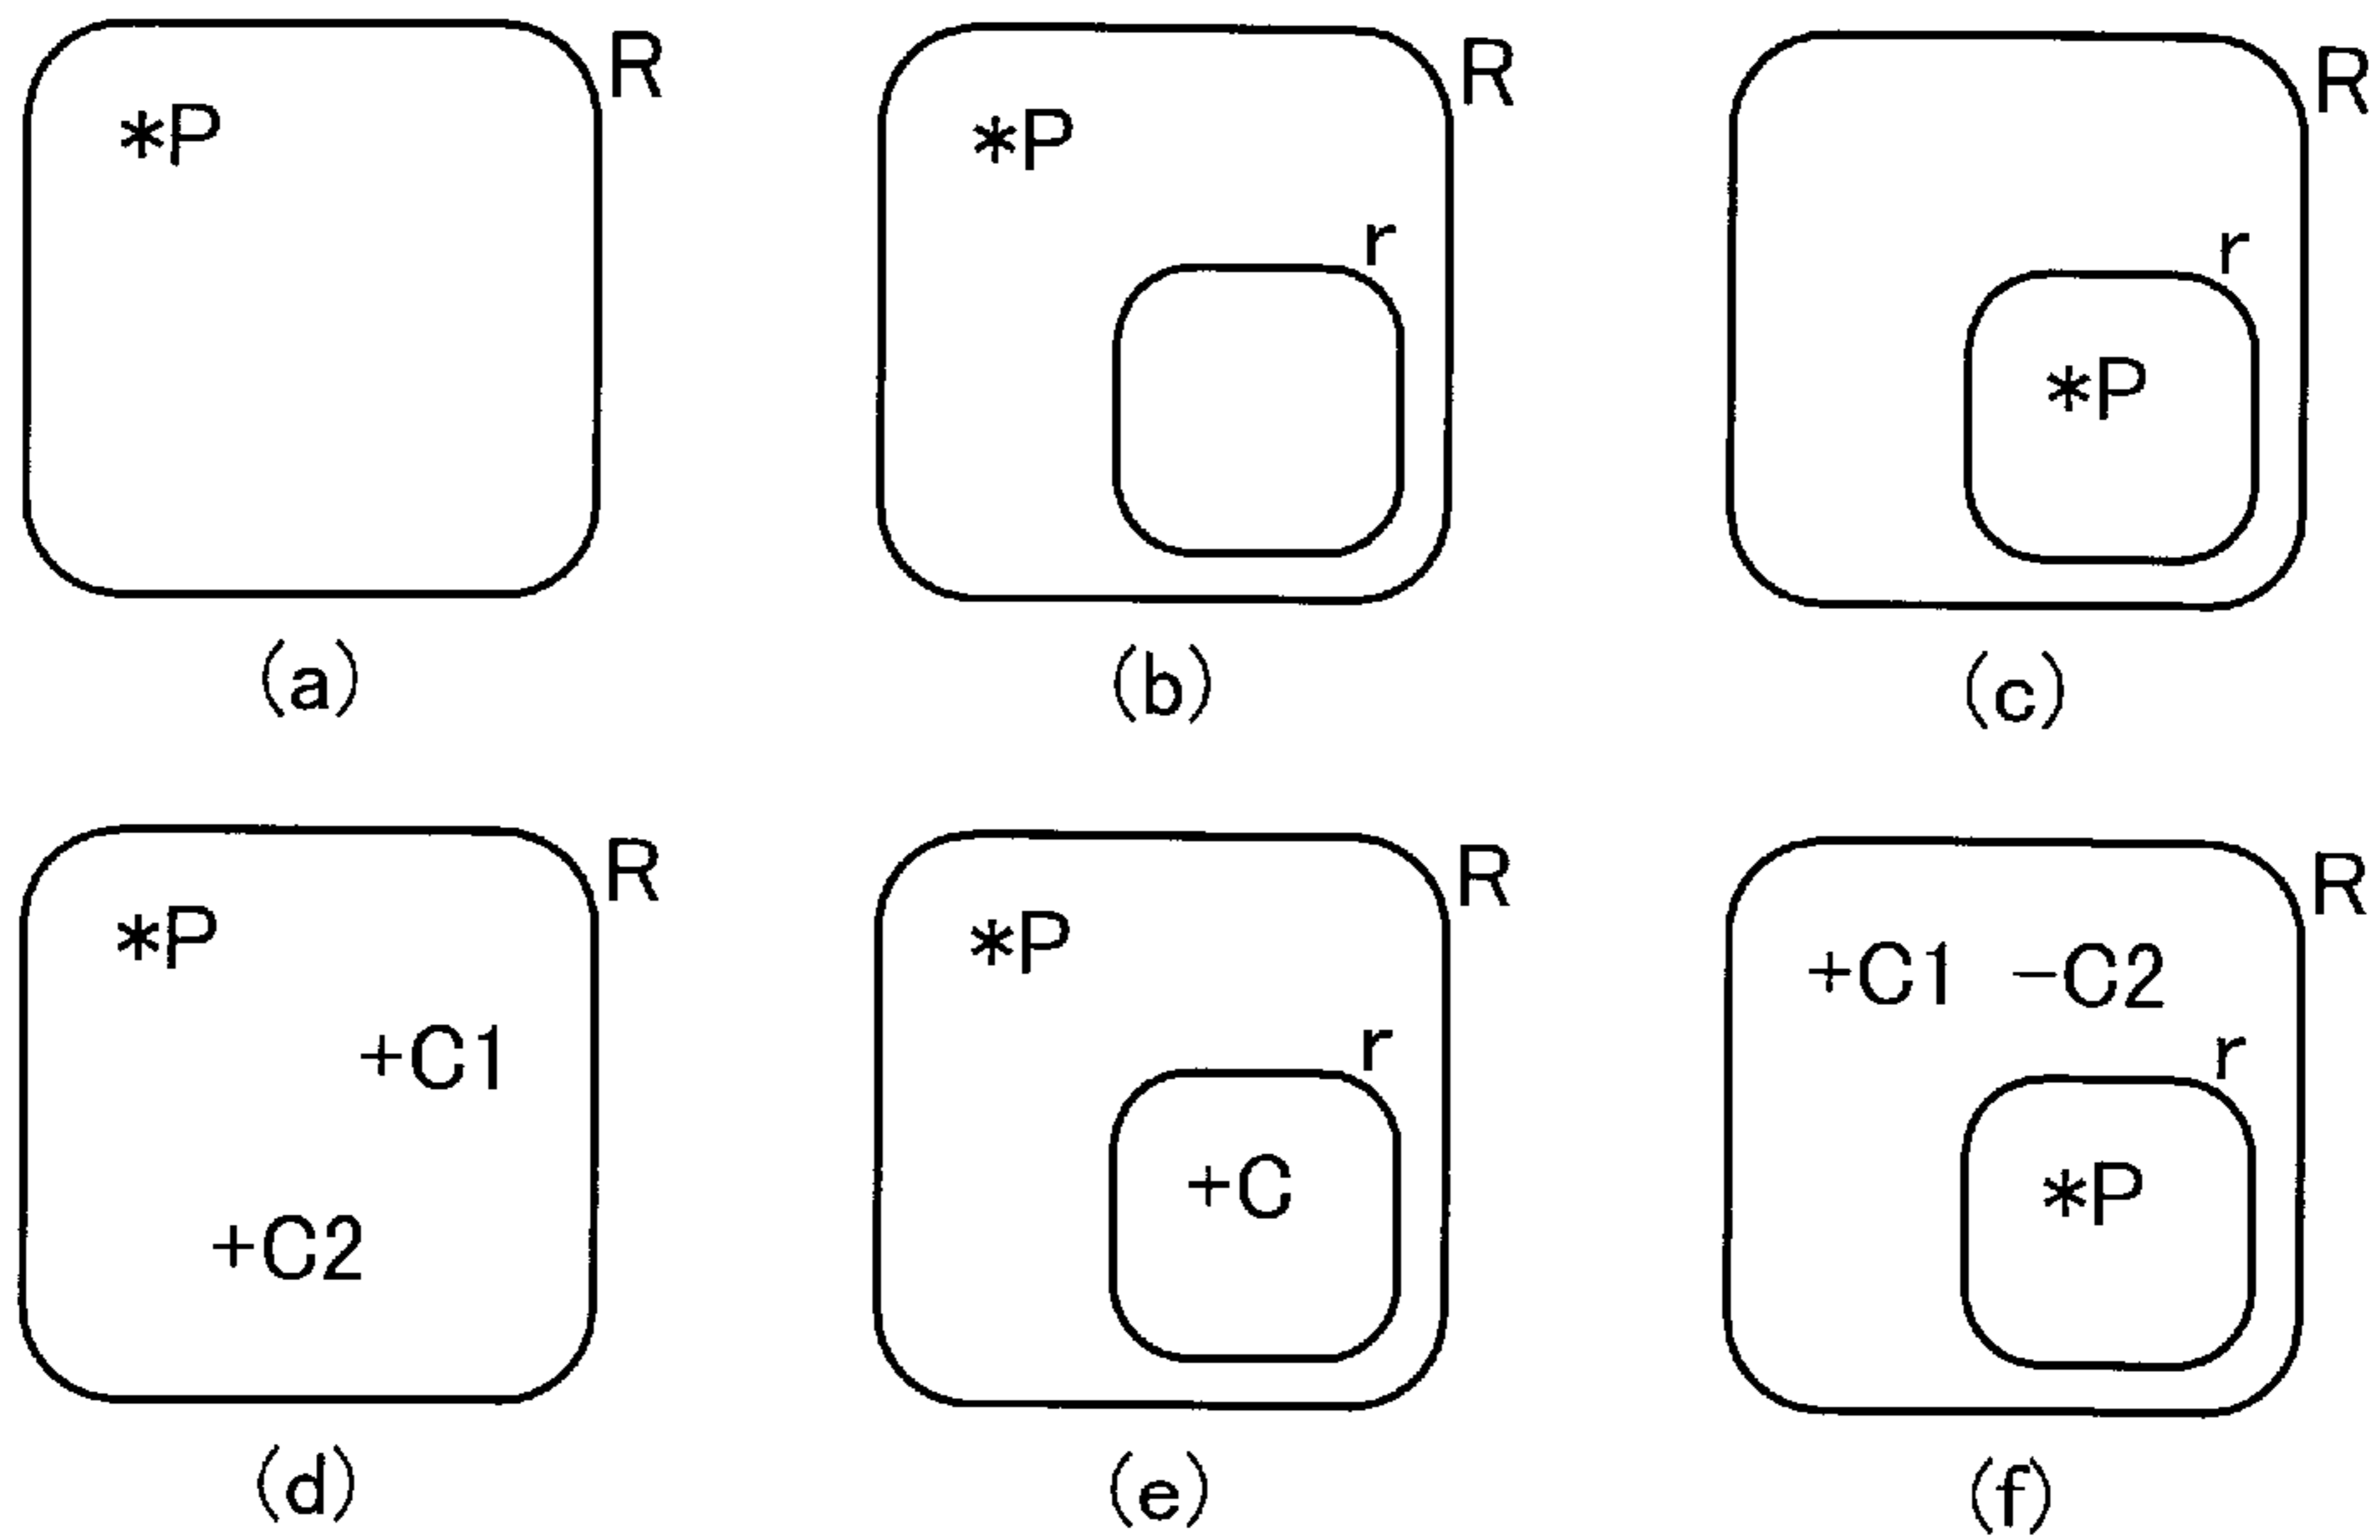 R R R
*P *P
r r
*P
(a) (b) (c)
R R R
*P *P +C1 -C2
+C1 r r
+C *P
+C2
(d) (e) (f)